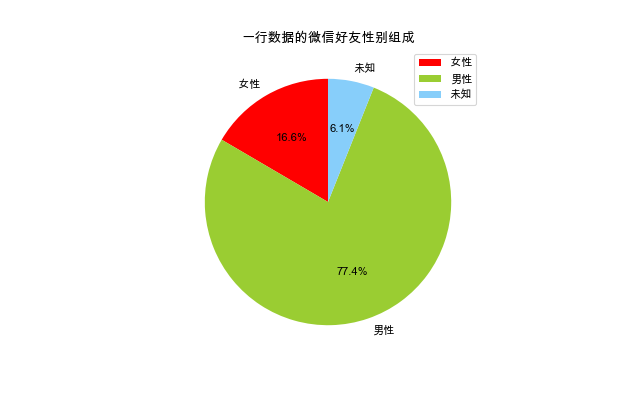 一行数据的微信好友性别组成
女性
男性
未知
未知
女性
6.1%
16.6%
77.4%
男性